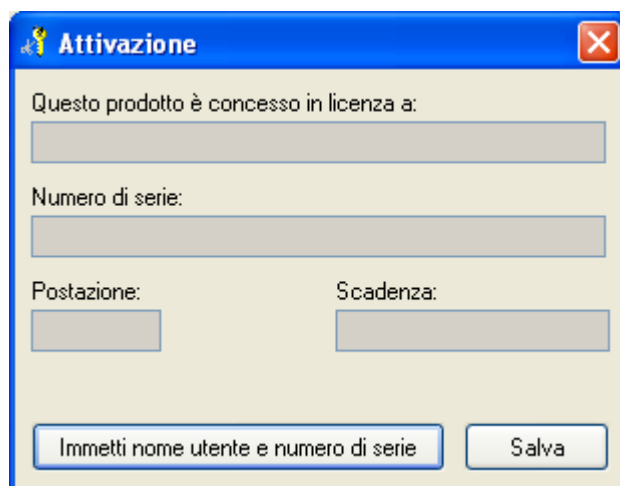 Attivazione
Questo prodotto è concesso in licenza a:
Numero di serie:
Postazione: Scadenza:
Immetti nome utente e numero di serie Salva